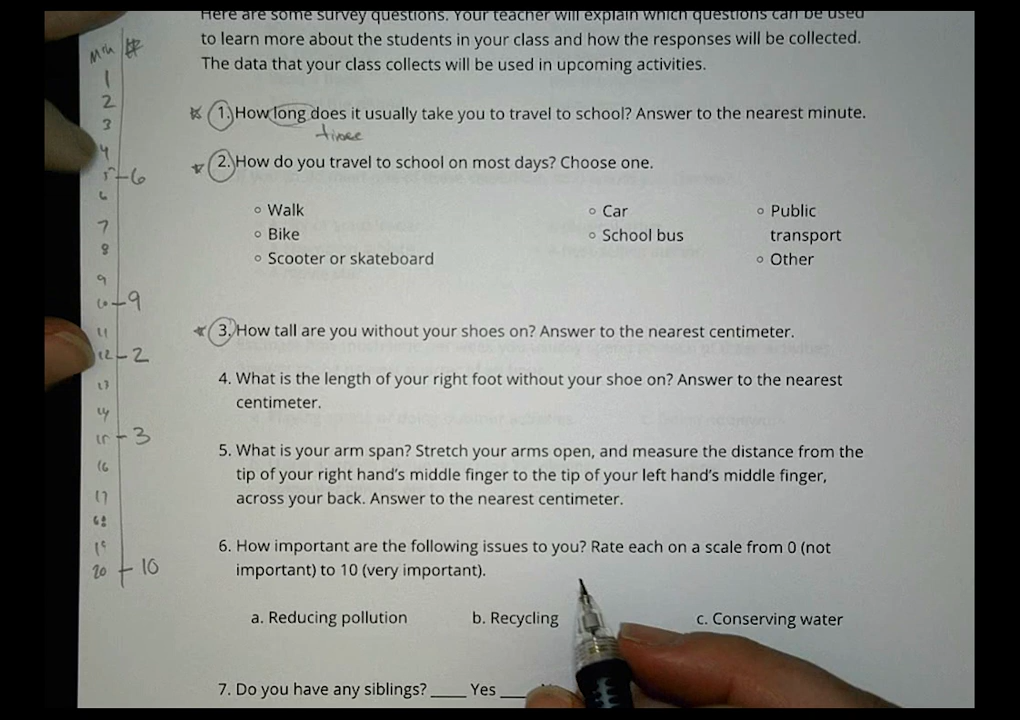 Here are some survey questions. Your teacher will explain which questions can be used
to learn more about the students in your class and how the responses will be collected.
The data that your class collects will be used in upcoming activities.
1. How long does it usually take you to travel to school? Answer to the nearest minute.
time
2. How do you travel to school on most days? Choose one.
Walk
Bike
Scooter or skateboard
Car
School bus
Public
transport
Other
3. How tall are you without your shoes on? Answer to the nearest centimeter.
4. What is the length of your right foot without your shoe on? Answer to the nearest
centimeter.
5. What is your arm span? Stretch your arms open, and measure the distance from the
tip of your right hand's middle finger to the tip of your left hand's middle finger,
across your back. Answer to the nearest centimeter.
6. How important are the following issues to you? Rate each on a scale from 0 (not
important) to 10 (very important).
a. Reducing pollution
b. Recycling
c. Conserving water
7. Do you have any siblings? ____ Yes ___
Min #
1
2
3
4
5 - 6
6
7
8
9
10 - 9
11
12 - 2
13
14
15 - 3
16
17
18
19
20 - 10